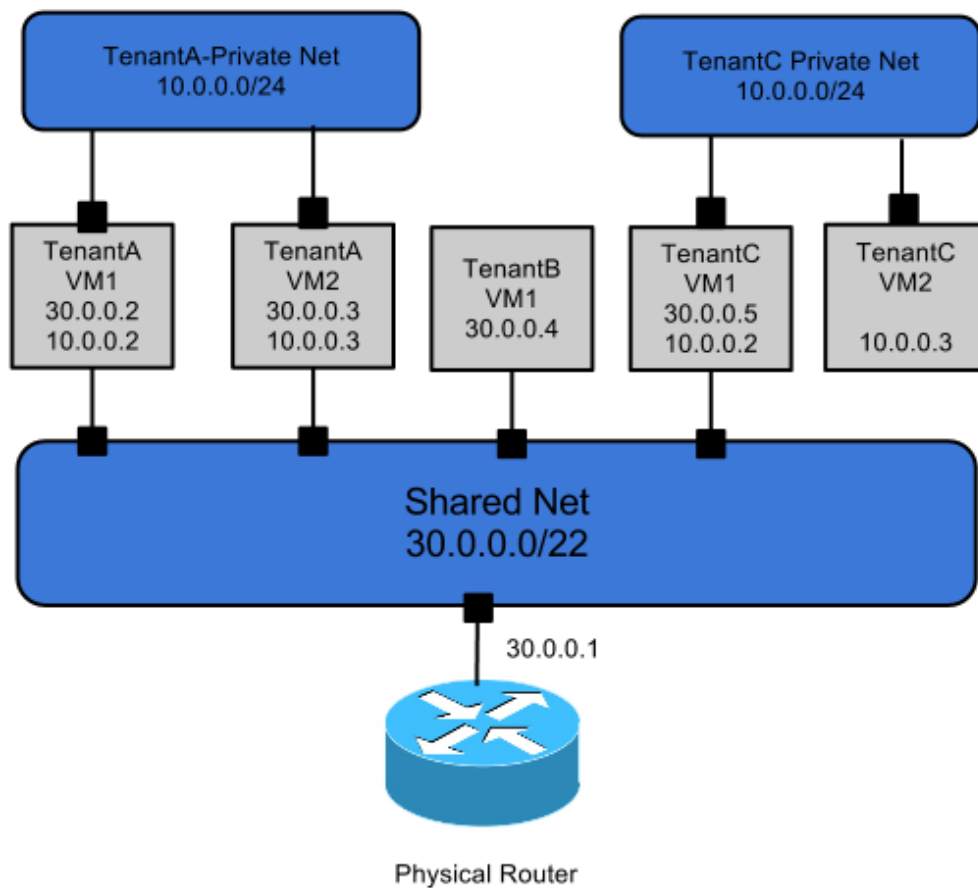 TenantA-Private Net
10.0.0.0/24
TenantC Private Net
10.0.0.0/24
TenantA
VM1
30.0.0.2
10.0.0.2
TenantA
VM2
30.0.0.3
10.0.0.3
TenantB
VM1
30.0.0.4
TenantC
VM1
30.0.0.5
10.0.0.2
TenantC
VM2
10.0.0.3
Shared Net
30.0.0.0/22
30.0.0.1
Physical Router